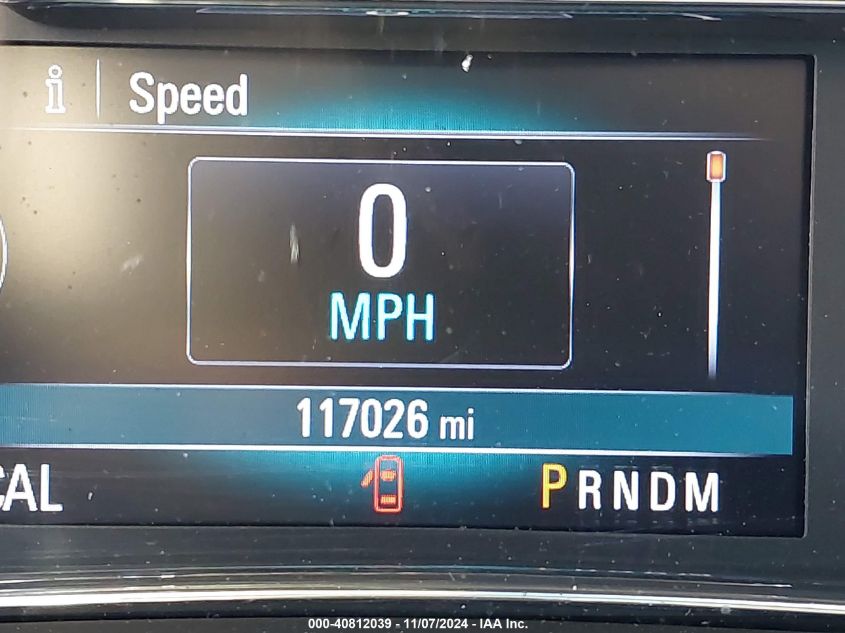 i Speed
0
MPH
117026 mi
CAL PRNDM
000-40812039 - 11/07/2024 - IAA Inc.